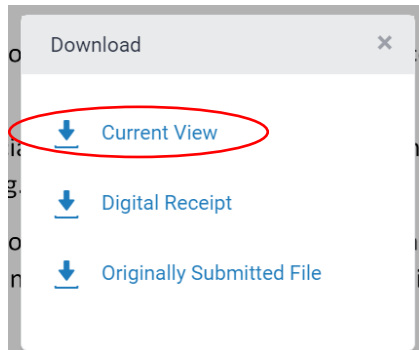 Download
Current View
Digital Receipt
Originally Submitted File